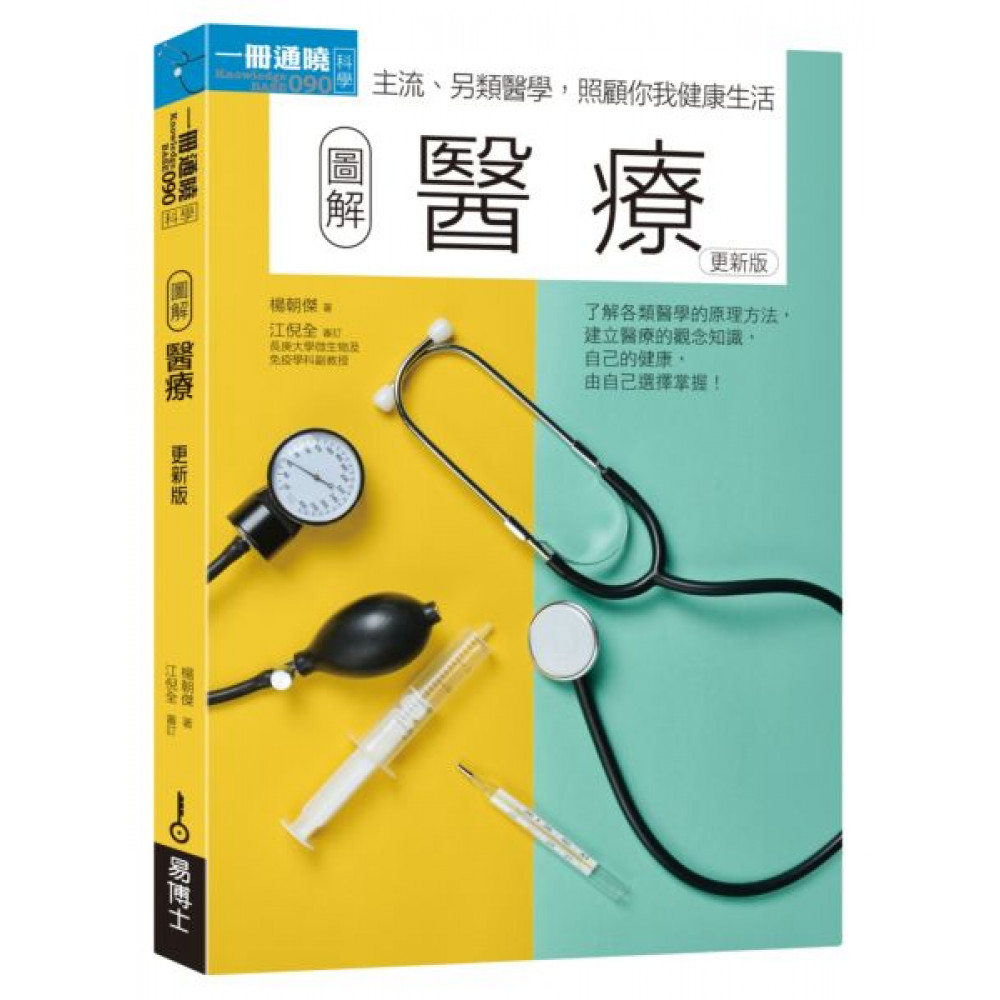 一冊通曉
Knowledge
BASE 090
科學
主流、另類醫學，照顧你我健康生活
圖解
醫療
更新版
楊朝傑 著
江倪全 審訂
長庚大學微生物及
免疫學科副教授
了解各類醫學的原理方法，
建立醫療的觀念知識，
自己的健康，
由自己選擇掌握！
一冊通曉
Knowledge
BASE 090
科學
圖解
醫療
更新版
楊朝傑 著
江倪全 審訂
易博士